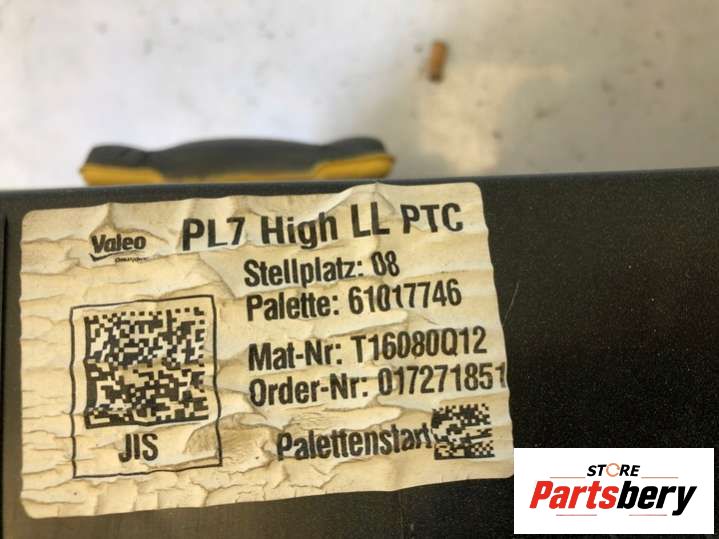 Valeo
PL7 High LL PTC
Stellplatz: 08
Palette: 61017746
Mat-Nr: T16080Q12
Order-Nr: 017271851
JIS
Palettenstart
STORE
Partsbery